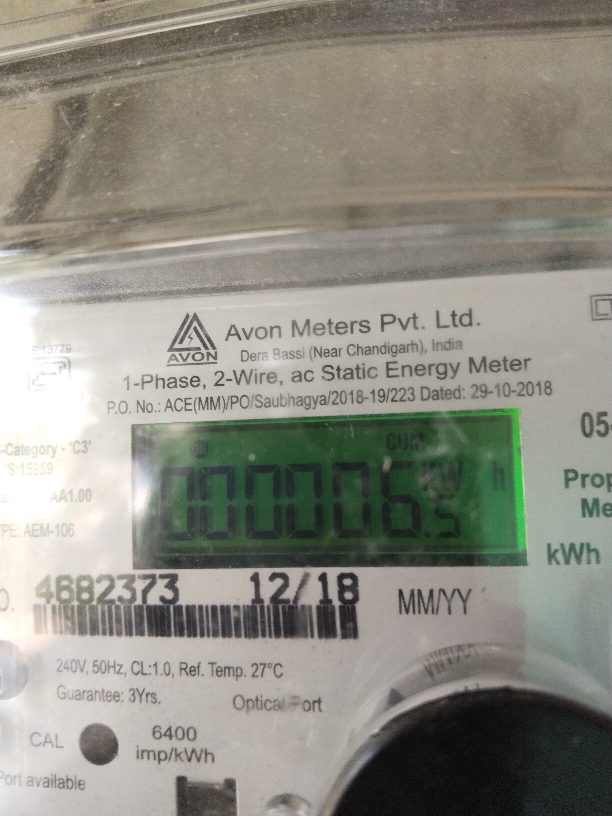 Avon Meters Pvt. Ltd.
AVON
Dera Bassi (Near Chandigarh), India
1-Phase, 2-Wire, ac Static Energy Meter
P.O. No.: ACE(MM)/PO/Saubhagya/2018-19/223 Dated: 29-10-2018
13779
-Category - 'C3'
S:15959
AA1.00
TYPE: AEM-106
CUM
KW h
000006.5
05-
Prop
Me
kWh
4682373 12/18 MM/YY
240V, 50Hz, CL:1.0, Ref. Temp. 27°C
Guarantee: 3Yrs.
Optical Port
CAL
6400
imp/kWh
Port available